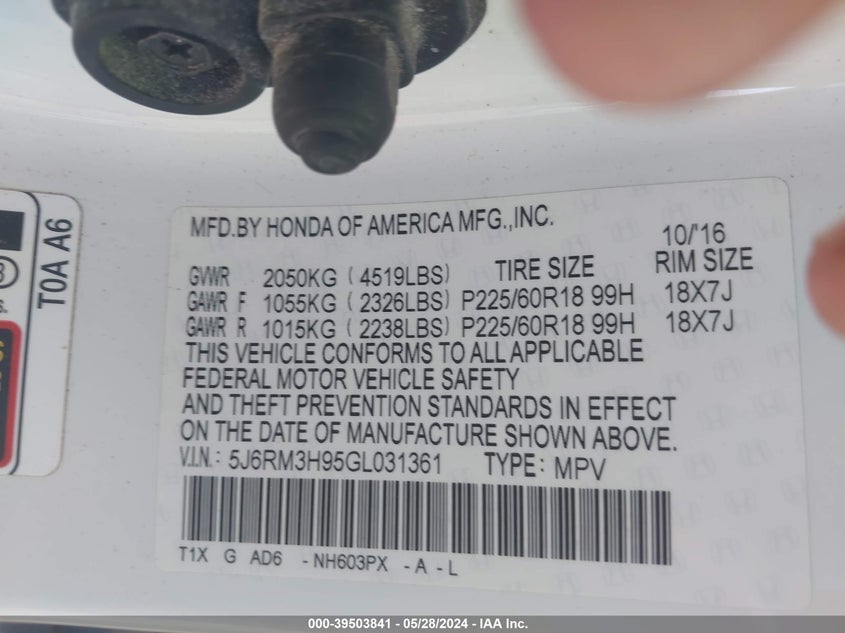 MFD.BY HONDA OF AMERICA MFG.,INC. 10/'16
GVWR 2050KG ( 4519LBS) TIRE SIZE RIM SIZE
GAWR F 1055KG ( 2326LBS) P225/60R18 99H 18X7J
GAWR R 1015KG ( 2238LBS) P225/60R18 99H 18X7J
THIS VEHICLE CONFORMS TO ALL APPLICABLE
FEDERAL MOTOR VEHICLE SAFETY
AND THEFT PREVENTION STANDARDS IN EFFECT
ON THE DATE OF MANUFACTURE SHOWN ABOVE.
V.I.N.: 5J6RM3H95GL031361 TYPE: MPV
T1X G AD6 -NH603PX -A-L
T0A A6
000-39503841 - 05/28/2024 - IAA Inc.